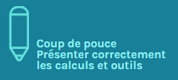 Coup de pouce
Présenter correctement
les calculs et outils